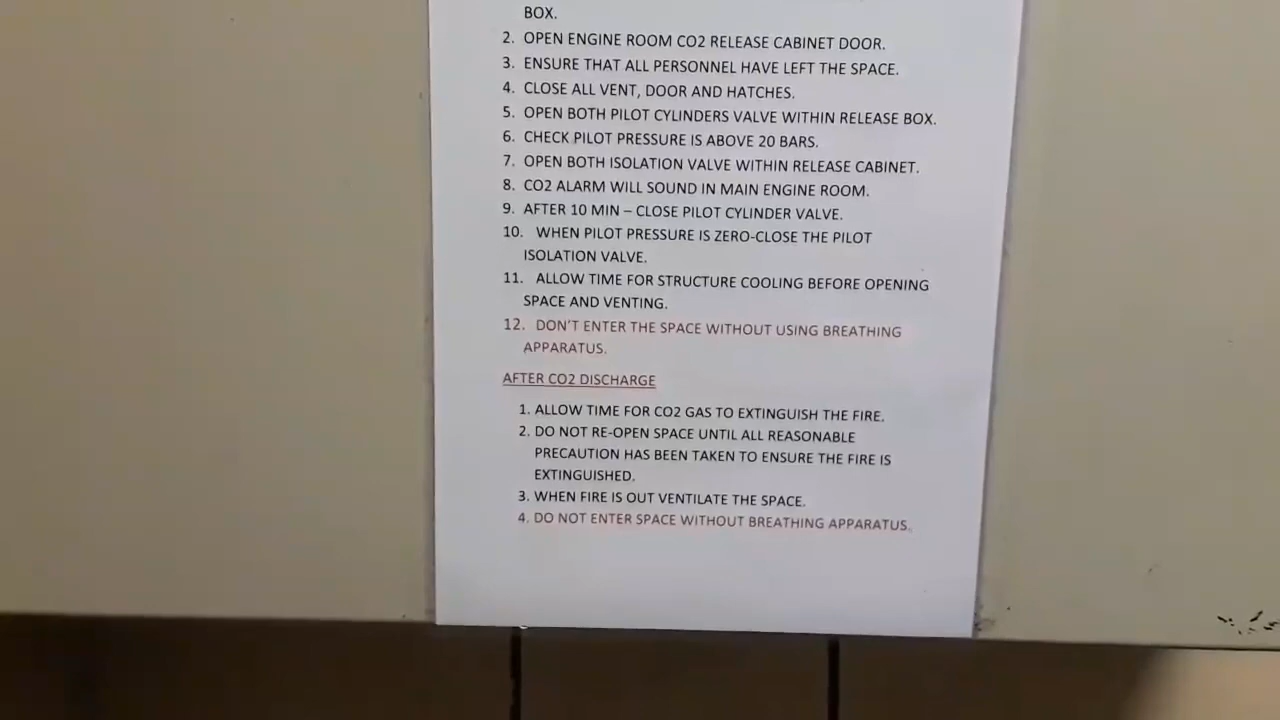 BOX.
2. OPEN ENGINE ROOM CO2 RELEASE CABINET DOOR.
3. ENSURE THAT ALL PERSONNEL HAVE LEFT THE SPACE.
4. CLOSE ALL VENT, DOOR AND HATCHES.
5. OPEN BOTH PILOT CYLINDERS VALVE WITHIN RELEASE BOX.
6. CHECK PILOT PRESSURE IS ABOVE 20 BARS.
7. OPEN BOTH ISOLATION VALVE WITHIN RELEASE CABINET.
8. CO2 ALARM WILL SOUND IN MAIN ENGINE ROOM.
9. AFTER 10 MIN – CLOSE PILOT CYLINDER VALVE.
10. WHEN PILOT PRESSURE IS ZERO-CLOSE THE PILOT
ISOLATION VALVE.
11. ALLOW TIME FOR STRUCTURE COOLING BEFORE OPENING
SPACE AND VENTING.
12. DON'T ENTER THE SPACE WITHOUT USING BREATHING
APPARATUS.
AFTER CO2 DISCHARGE
1. ALLOW TIME FOR CO2 GAS TO EXTINGUISH THE FIRE.
2. DO NOT RE-OPEN SPACE UNTIL ALL REASONABLE
PRECAUTION HAS BEEN TAKEN TO ENSURE THE FIRE IS
EXTINGUISHED.
3. WHEN FIRE IS OUT VENTILATE THE SPACE.
4. DO NOT ENTER SPACE WITHOUT BREATHING APPARATUS.